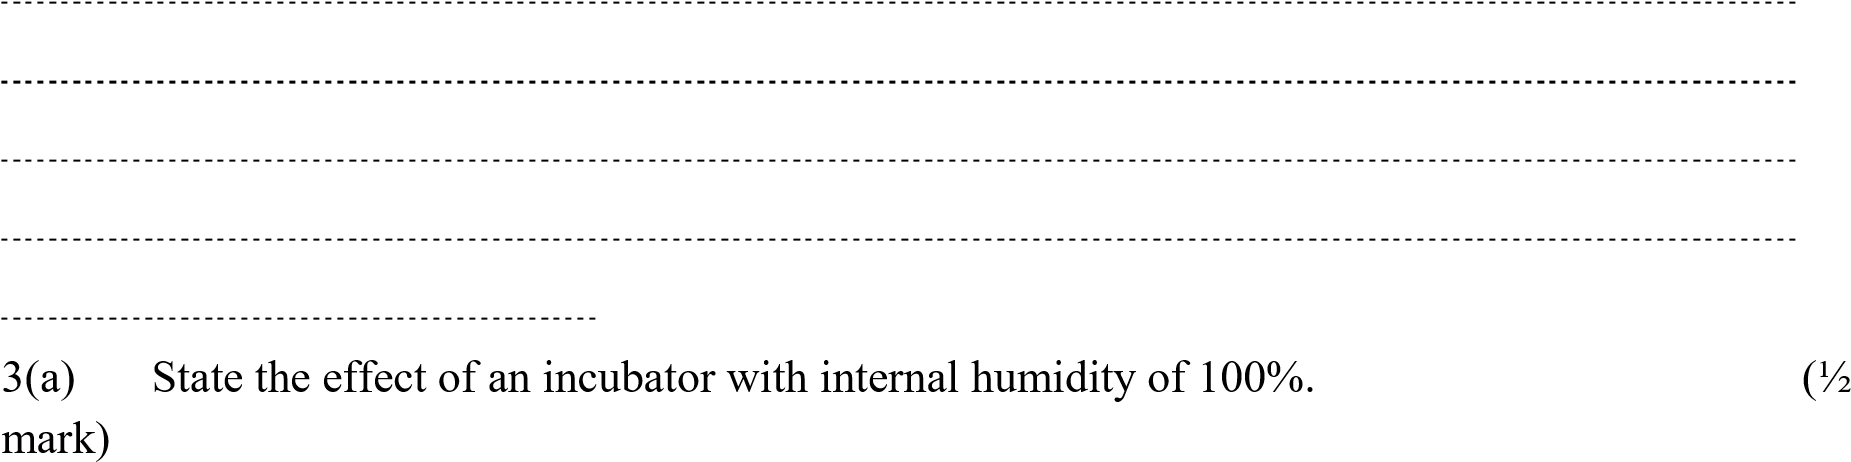 3(a) State the effect of an incubator with internal humidity of 100%. (½
mark)